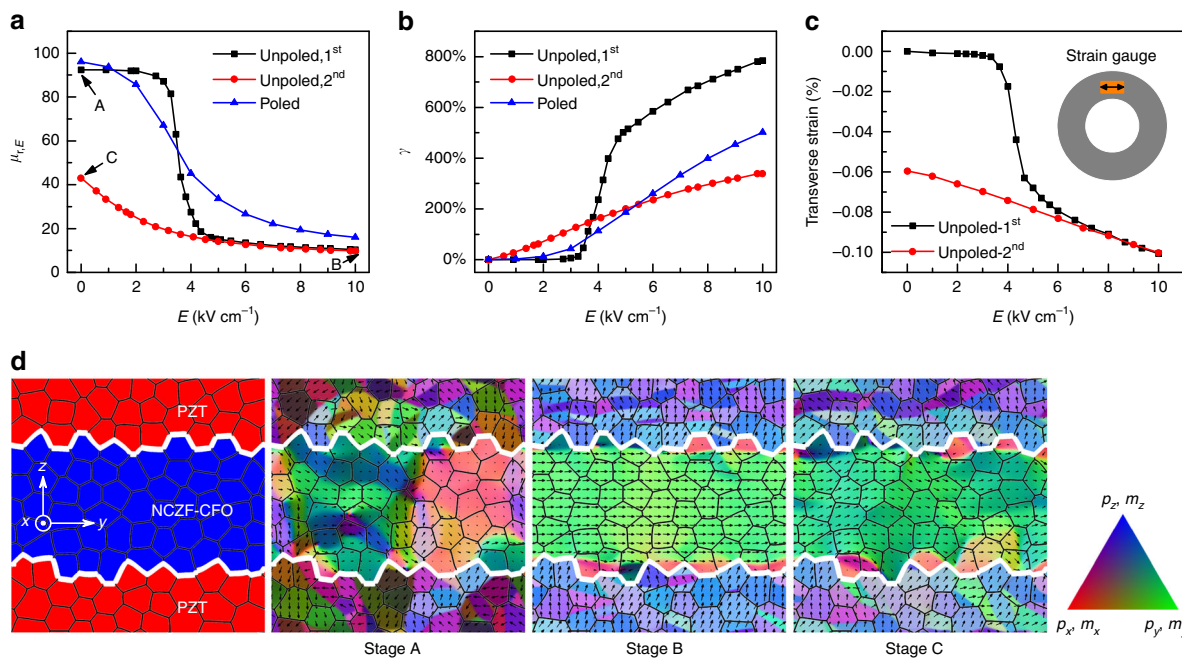 a
100
80
60
40
20
0
μr,E
0 2 4 6 8 10
E (kV cm⁻¹)
Unpoled,1st
Unpoled,2nd
Poled
A
C
B
b
800%
600%
400%
200%
0%
γ
0 2 4 6 8 10
E (kV cm⁻¹)
Unpoled,1st
Unpoled,2nd
Poled
c
0.00
−0.02
−0.04
−0.06
−0.08
−0.10
Transverse strain (%)
0 2 4 6 8 10
E (kV cm⁻¹)
Strain gauge
Unpoled-1st
Unpoled-2nd
d
PZT
z
x y
NCZF-CFO
PZT
Stage A
Stage B
Stage C
pz, mz
px, mx
py, my